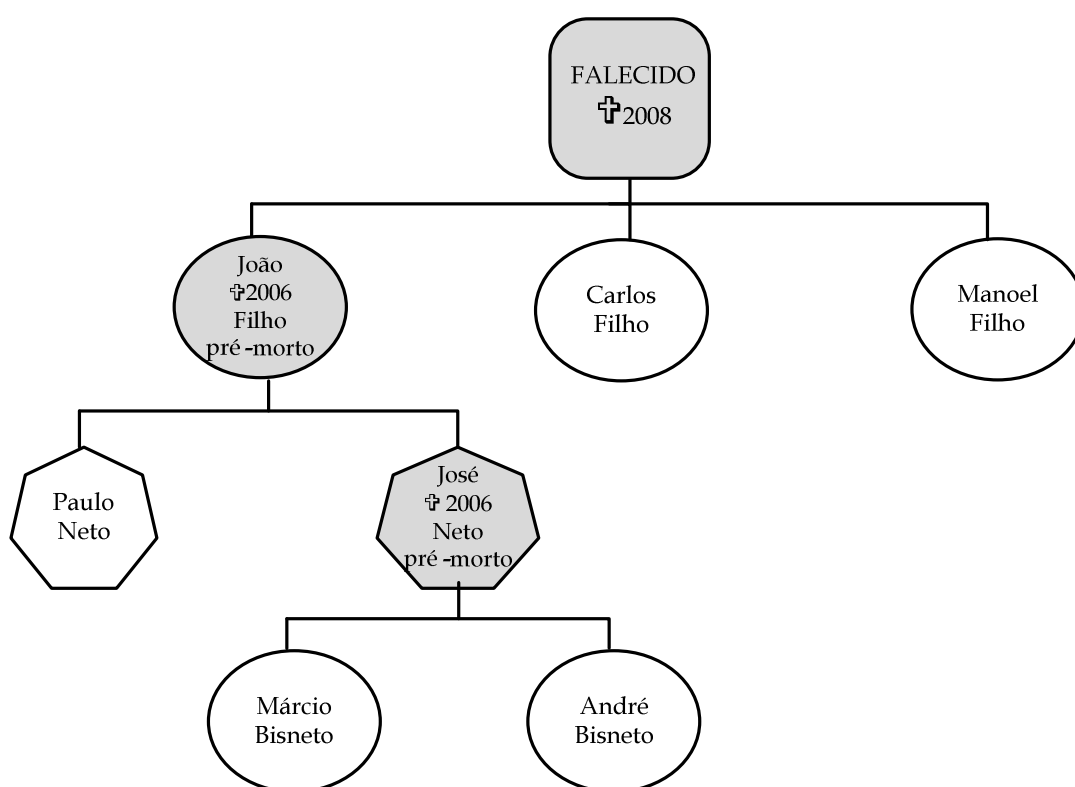 FALECIDO
✞2008
João
✞2006
Filho
pré-morto
Carlos
Filho
Manoel
Filho
Paulo
Neto
José
✞ 2006
Neto
pré-morto
Márcio
Bisneto
André
Bisneto